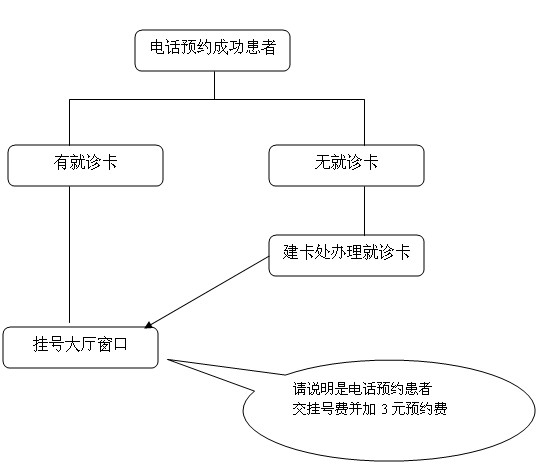 电话预约成功患者
有就诊卡
无就诊卡
建卡处办理就诊卡
挂号大厅窗口
请说明是电话预约患者
交挂号费并加 3 元预约费